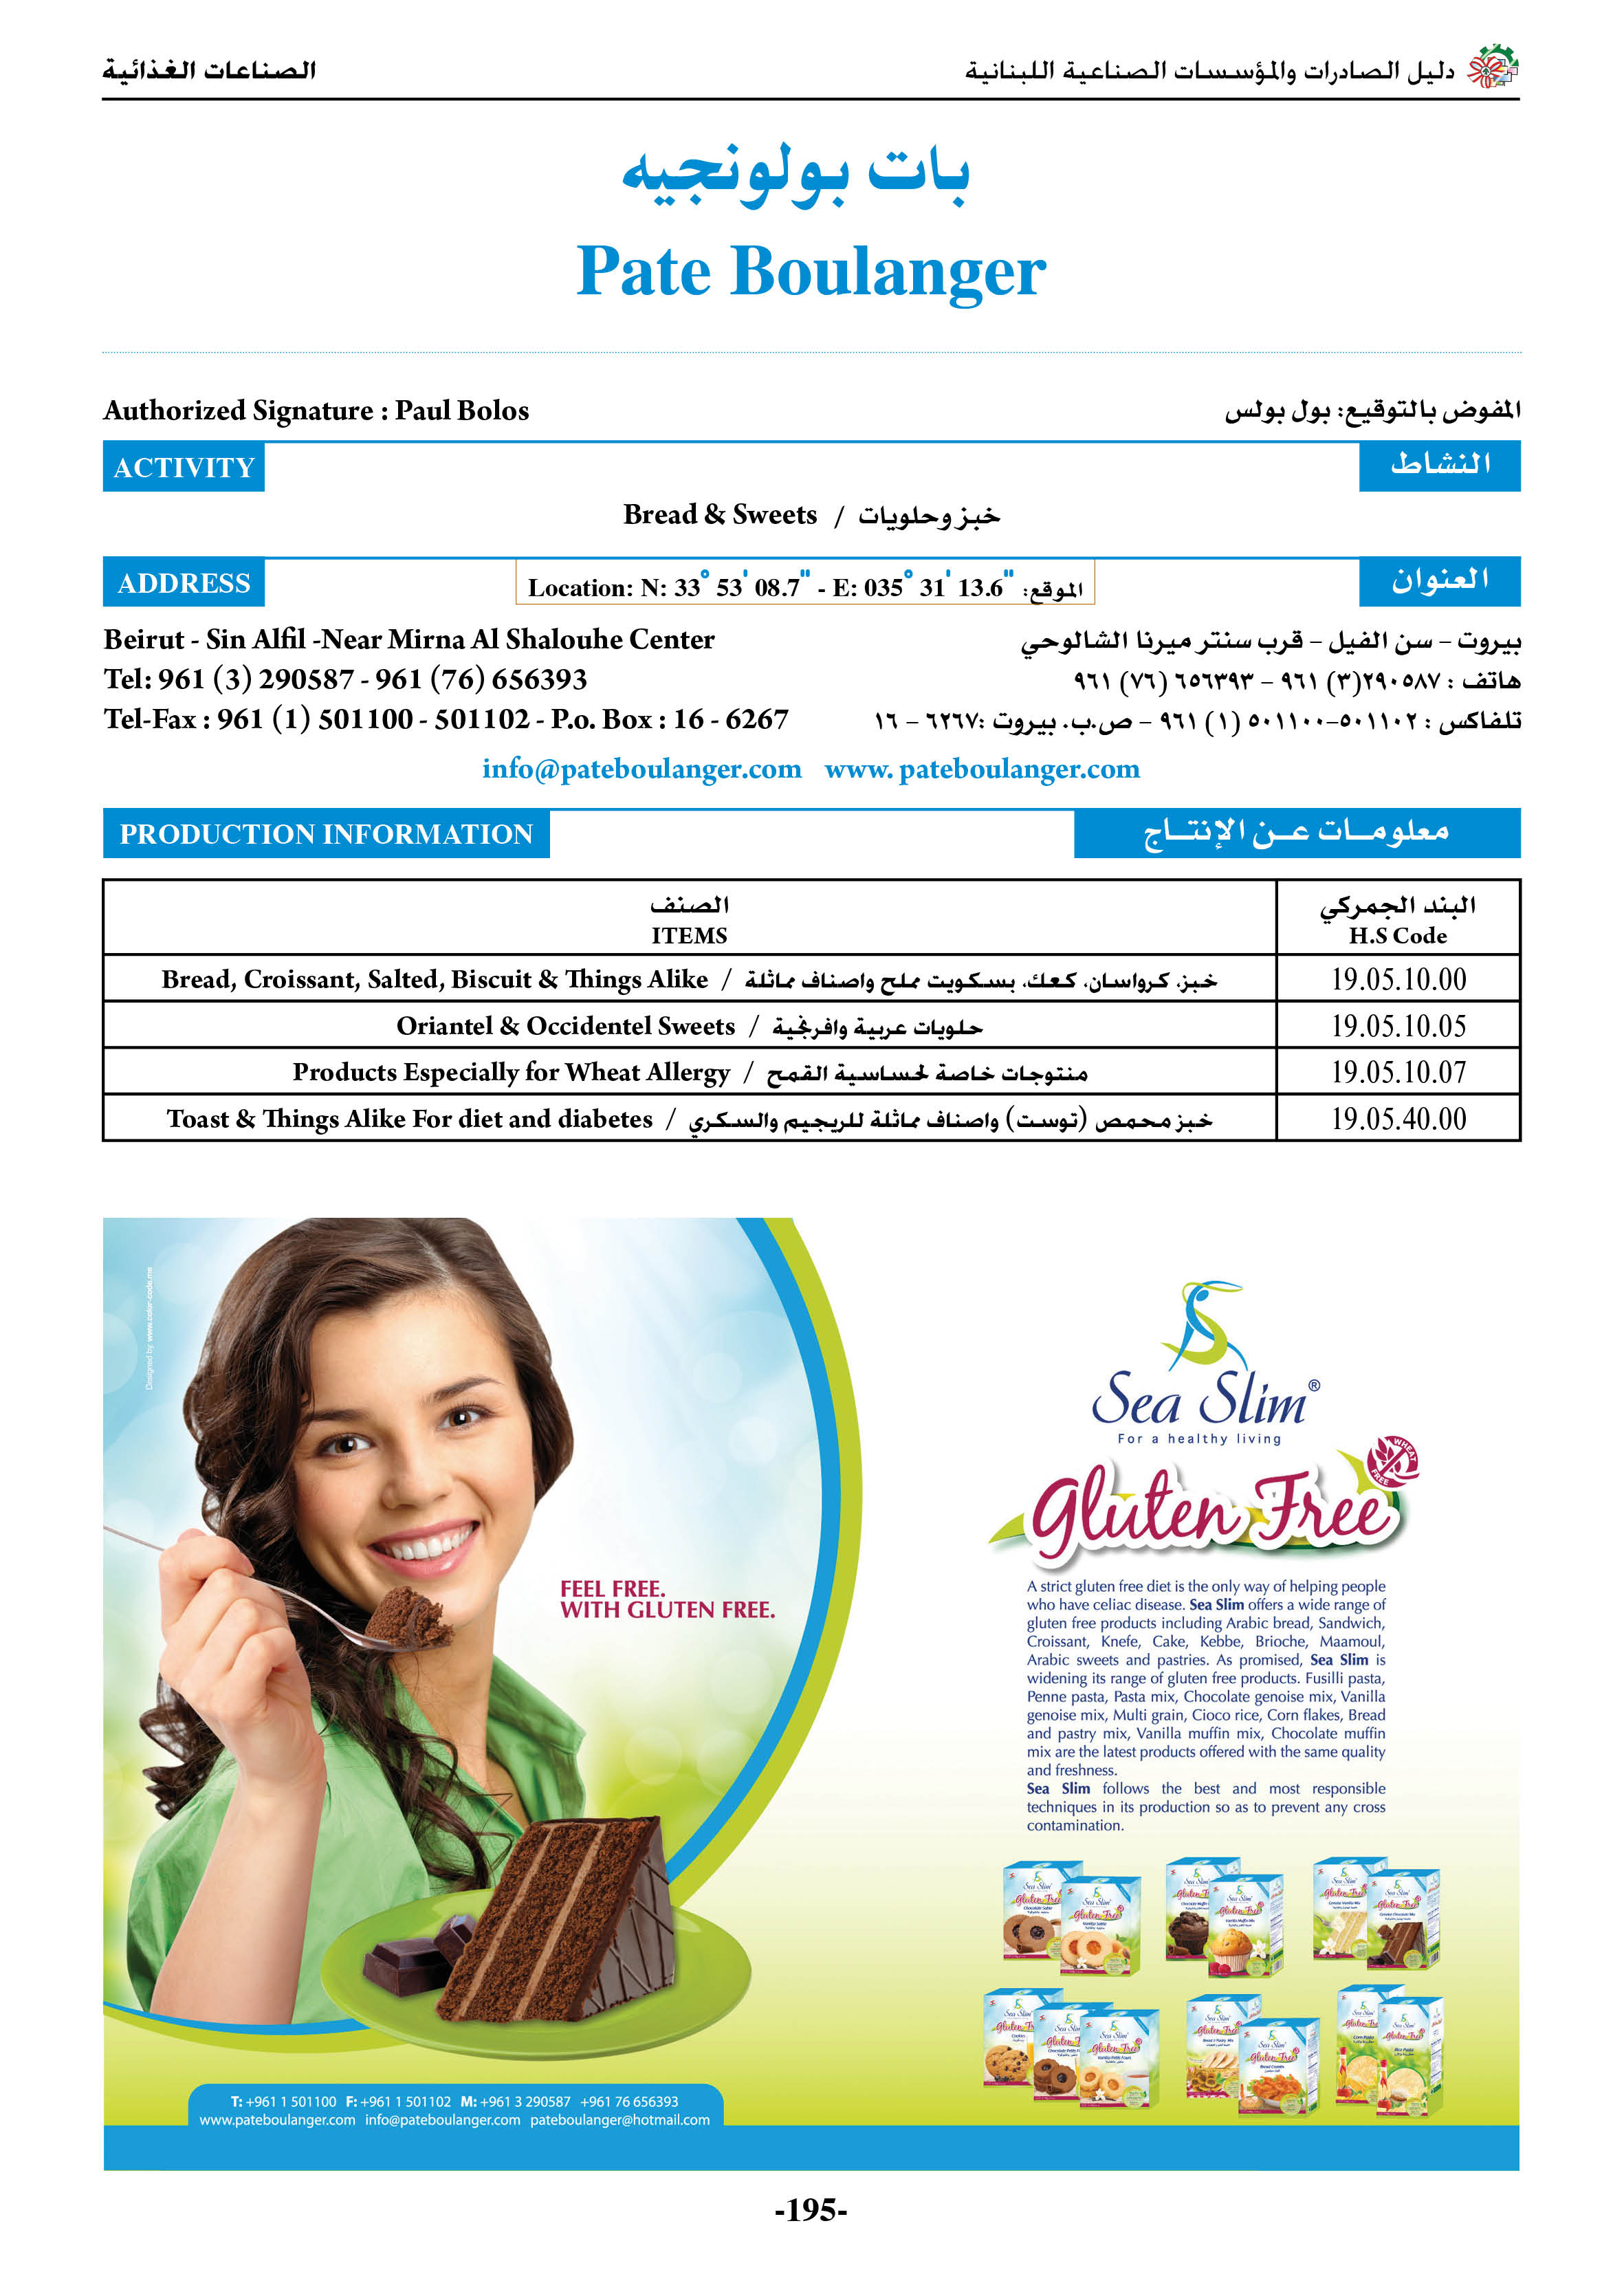 دليل الصادرات والمؤسسات الصناعية اللبنانية
الصناعات الغذائية
بات بولونجيه
Pate Boulanger
Authorized Signature : Paul Bolos
المفوض بالتوقيع: بول بولس
ACTIVITY
النشاط
Bread & Sweets / خبز وحلويات
ADDRESS
Location: N: 33° 53' 08.7" - E: 035° 31' 13.6" الموقع:
العنوان
Beirut - Sin Alfil -Near Mirna Al Shalouhe Center
بيروت – سن الفيل – قرب سنتر ميرنا الشالوحي
Tel: 961 (3) 290587 - 961 (76) 656393
هاتف : ٢٩٠٥٨٧(٣) ٩٦١ – ٦٥٦٣٩٣ (٧٦) ٩٦١
Tel-Fax : 961 (1) 501100 - 501102 - P.o. Box : 16 - 6267
تلفاكس : ٥٠١١٠٢–٥٠١١٠٠ (١) ٩٦١ – ص.ب. بيروت :٦٢٦٧ – ١٦
info@pateboulanger.com www. pateboulanger.com
PRODUCTION INFORMATION
معلومــات عــن الإنتــاج
الصنف
ITEMS
البند الجمركي
H.S Code
Bread, Croissant, Salted, Biscuit & Things Alike / خبز، كرواسان، كعك، بسكويت مملح واصناف مماثلة
19.05.10.00
Oriantel & Occidentel Sweets / حلويات عربية وافرنجية
19.05.10.05
Products Especially for Wheat Allergy / منتوجات خاصة لحساسية القمح
19.05.10.07
Toast & Things Alike For diet and diabetes / خبز محمص (توست) واصناف مماثلة للريجيم والسكري
19.05.40.00
Designed by www.color-code.me
FEEL FREE.
WITH GLUTEN FREE.
Sea Slim®
For a healthy living
WHEAT FREE
Gluten Free
A strict gluten free diet is the only way of helping people
who have celiac disease. Sea Slim offers a wide range of
gluten free products including Arabic bread, Sandwich,
Croissant, Knefe, Cake, Kebbe, Brioche, Maamoul,
Arabic sweets and pastries. As promised, Sea Slim is
widening its range of gluten free products. Fusilli pasta,
Penne pasta, Pasta mix, Chocolate genoise mix, Vanilla
genoise mix, Multi grain, Cioco rice, Corn flakes, Bread
and pastry mix, Vanilla muffin mix, Chocolate muffin
mix are the latest products offered with the same quality
and freshness.
Sea Slim follows the best and most responsible
techniques in its production so as to prevent any cross
contamination.
T: +961 1 501100 F: +961 1 501102 M: +961 3 290587 +961 76 656393
www.pateboulanger.com info@pateboulanger.com pateboulanger@hotmail.com
-195-